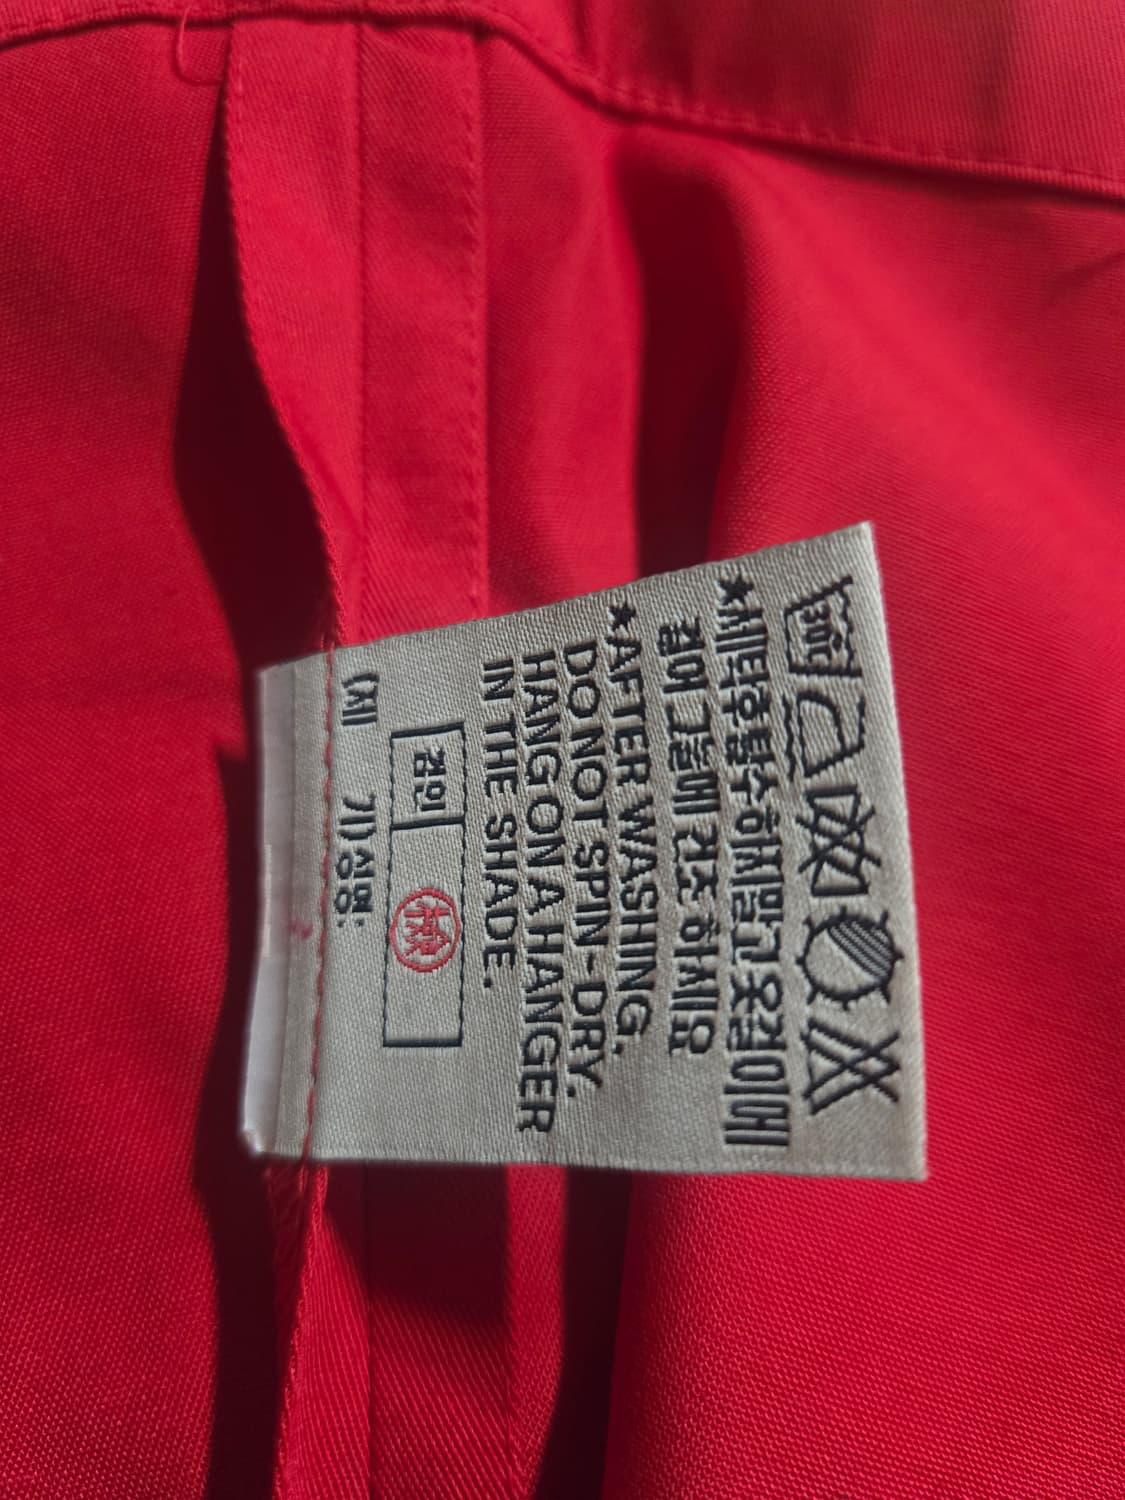 30℃
★세탁후 탈수하지말고 옷걸이에
걸어 그늘에 건조 하세요
★AFTER WASHING.
DO NOT SPIN-DRY.
HANG ON A HANGER
IN THE SHADE.
검인